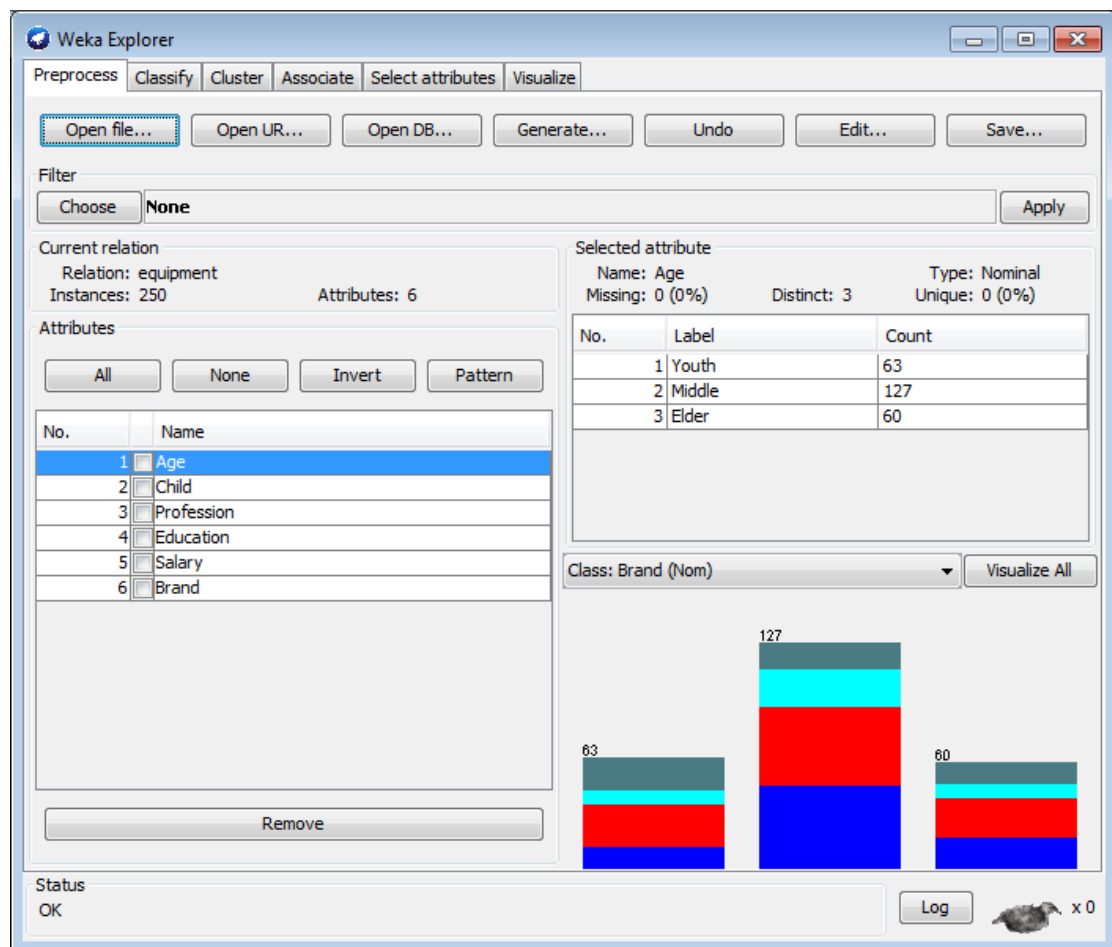 Weka Explorer
Preprocess Classify Cluster Associate Select attributes Visualize
Open file... Open UR... Open DB... Generate... Undo Edit... Save...
Filter
Choose None Apply
Current relation
Relation: equipment
Instances: 250 Attributes: 6
Selected attribute
Name: Age Type: Nominal
Missing: 0 (0%) Distinct: 3 Unique: 0 (0%)
Attributes
All None Invert Pattern
No. Name
1 Age
2 Child
3 Profession
4 Education
5 Salary
6 Brand
Remove
No. Label Count
1 Youth 63
2 Middle 127
3 Elder 60
Class: Brand (Nom) Visualize All
63
127
60
Status
OK
Log x 0